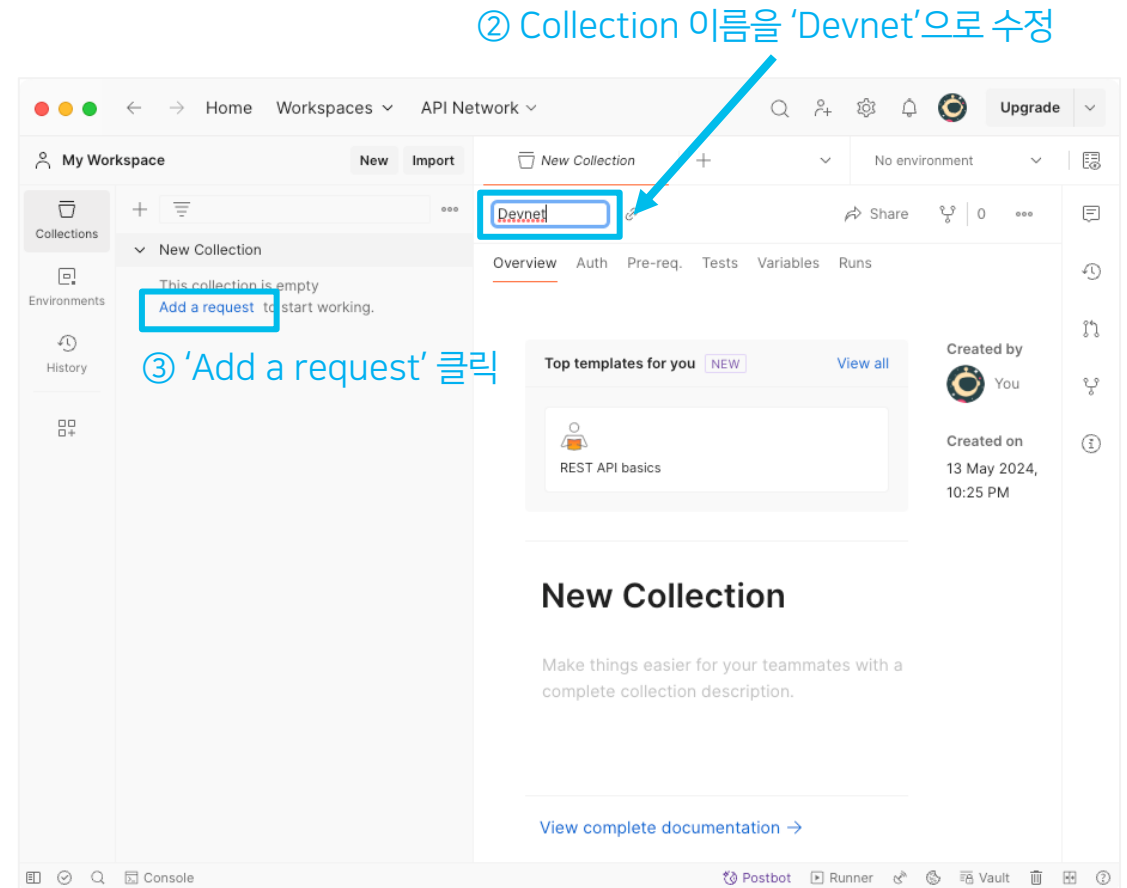 ② Collection 이름을 ‘Devnet’으로 수정
Home Workspaces API Network Upgrade
My Workspace New Import New Collection No environment
Devnet Share 0
Collections
New Collection
Overview Auth Pre-req. Tests Variables Runs
This collection is empty
Add a request to start working.
Environments
③ ‘Add a request’ 클릭
History
Top templates for you NEW View all
REST API basics
Created by
You
Created on
13 May 2024,
10:25 PM
New Collection
Make things easier for your teammates with a
complete collection description.
View complete documentation →
Console Postbot Runner Vault